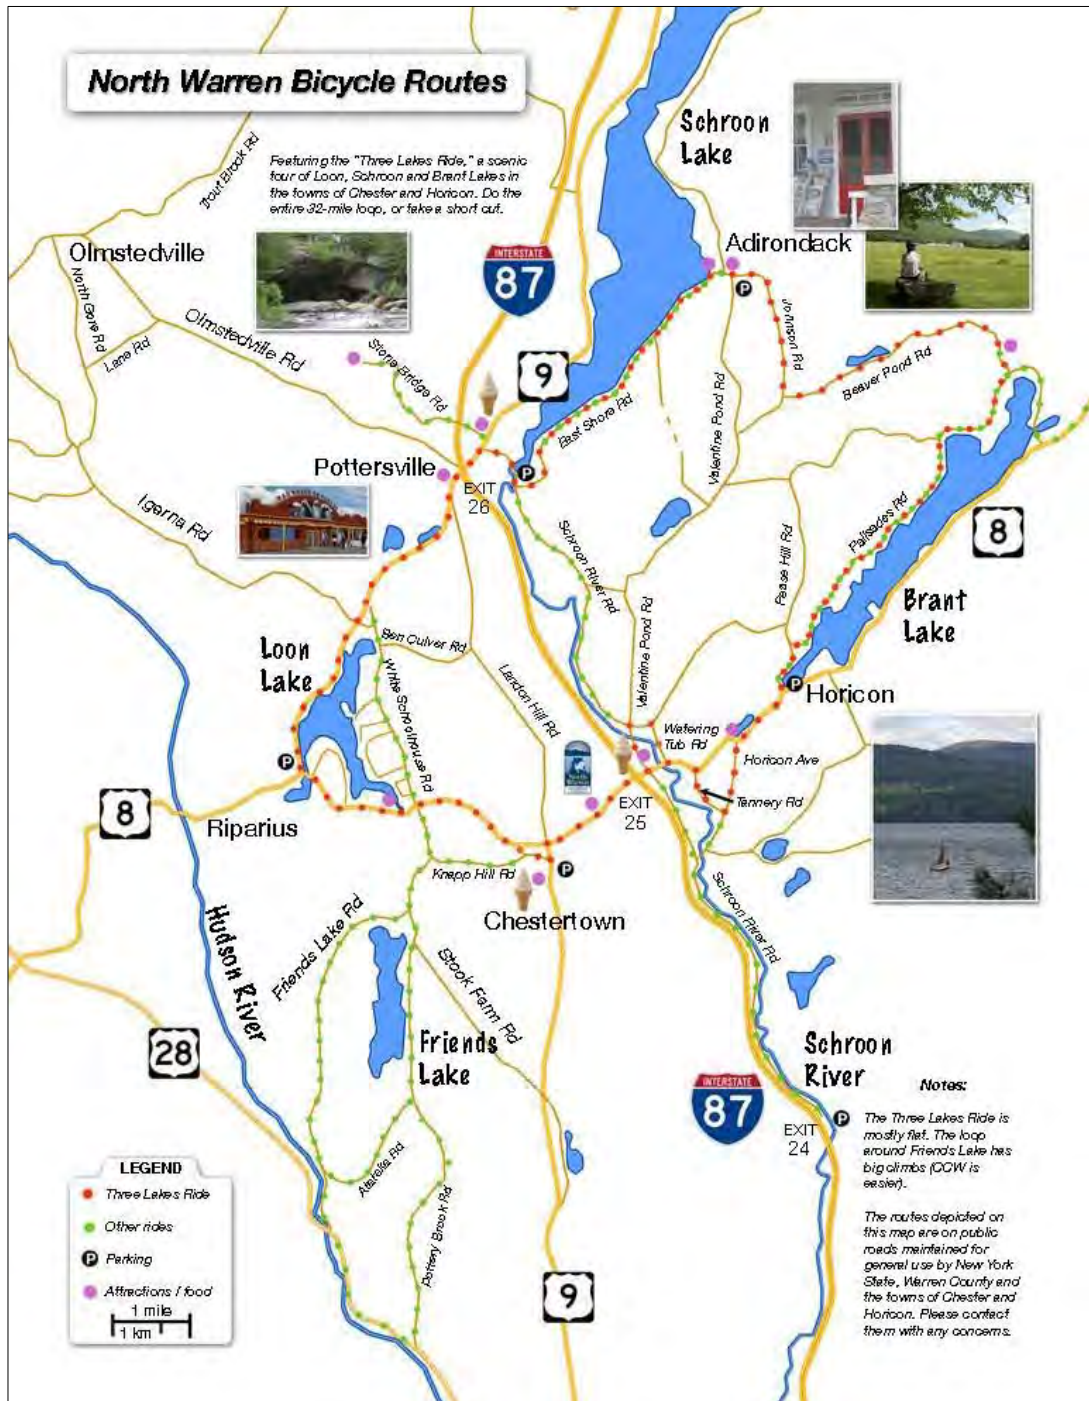 North Warren Bicycle Routes
Featuring the "Three Lakes Ride," a scenic
tour of Loon, Schroon and Brant Lakes in
the towns of Chester and Horicon. Do the
entire 32-mile loop, or take a short cut.
Schroon
Lake
Trout Brook Rd
Adirondack
Olmstedville
INTERSTATE
87
North Gore Rd
Lane Rd
Olmstedville Rd
Stone Bridge Rd
9
Johnson Rd
Beaver Pond Rd
East Shore Rd
Valentine Pond Rd
P
Pottersville
P
EXIT
26
Igerna Rd
Schroon River Rd
Palisades Rd
8
Pease Hill Rd
Brant
Lake
Ben Culver Rd
Loon
Lake
White Schoolhouse Rd
Landon Hill Rd
Valentine Pond Rd
P
Horicon
Watering
Tub Rd
Horicon Ave
Tannery Rd
North
Warren
P
8
Riparius
EXIT
25
Knapp Hill Rd
P
Chestertown
Schroon River Rd
Friends Lake Rd
Hudson River
Stock Farm Rd
28
Friends
Lake
Schroon
River
INTERSTATE
87
P
EXIT
24
Atateka Rd
Pottery Brook Rd
9
Notes:
The Three Lakes Ride is
mostly flat. The loop
around Friends Lake has
big climbs (CCW is
easier).
The routes depicted on
this map are on public
roads maintained for
general use by New York
State, Warren County and
the towns of Chester and
Horicon. Please contact
them with any concerns.
LEGEND
Three Lakes Ride
Other rides
P Parking
Attractions / food
1 mile
1 km